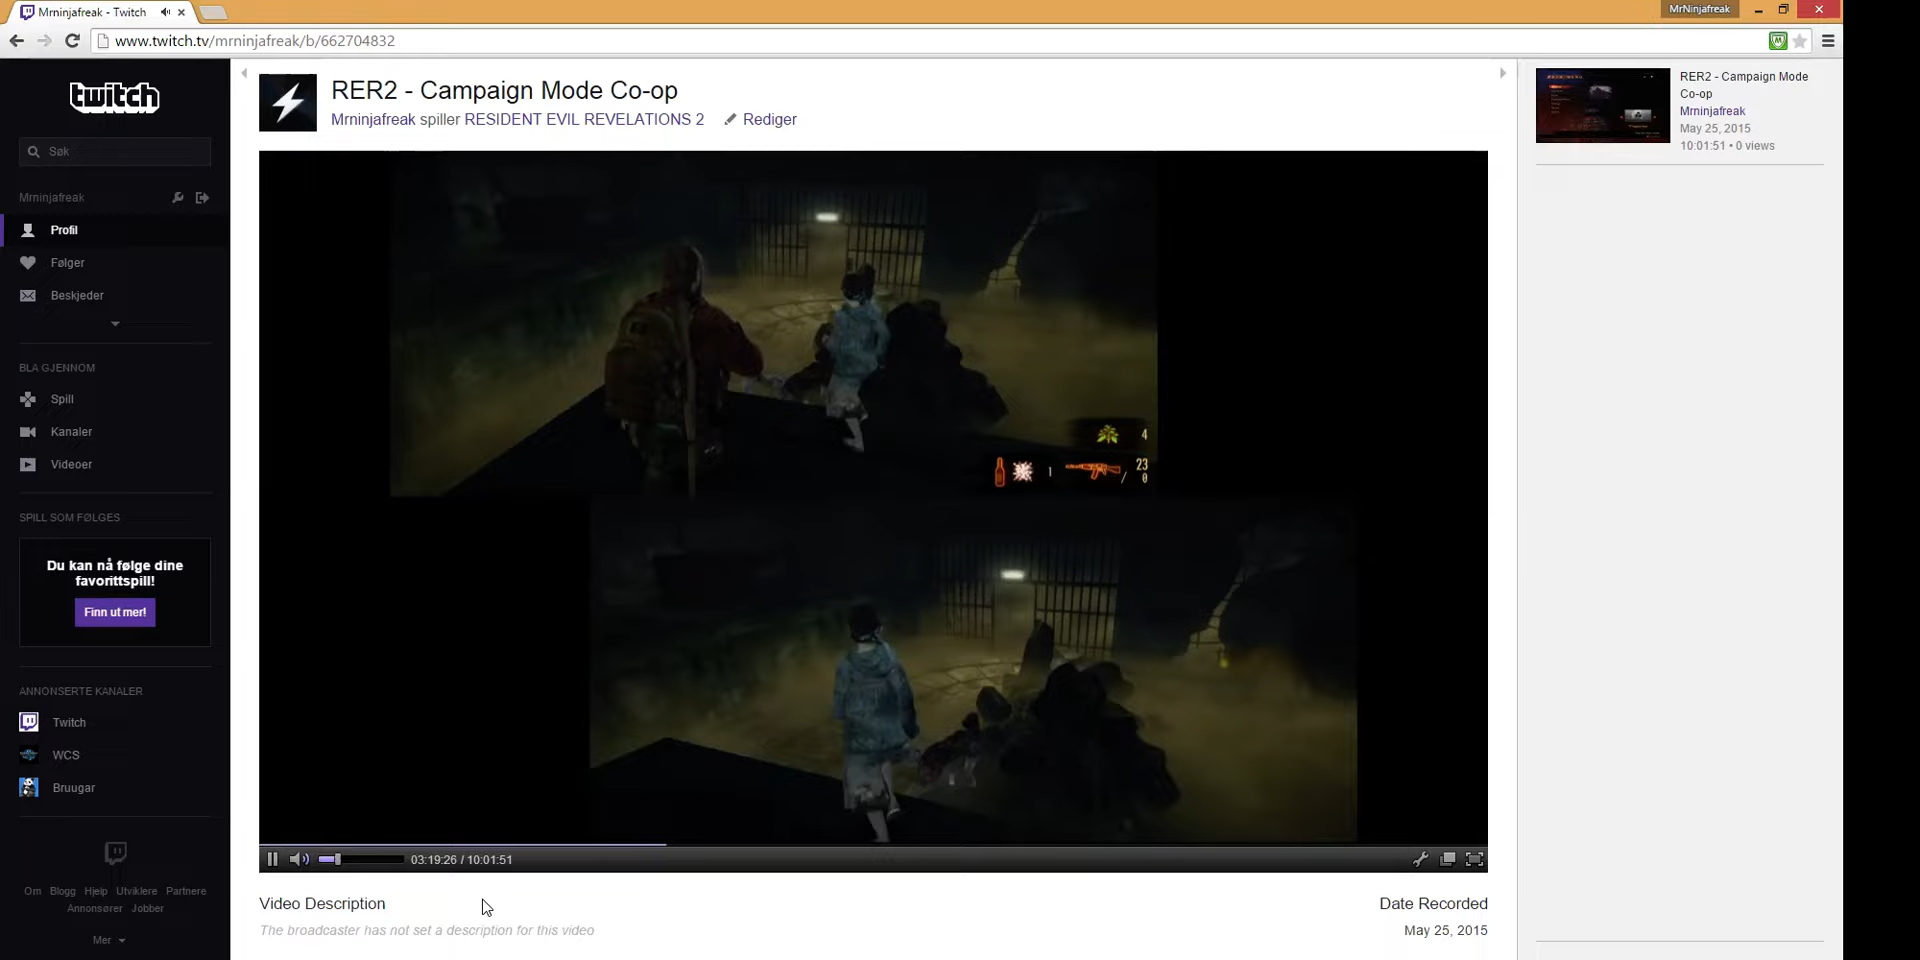 Mrninjafreak - Twitch
MrNinjafreak
www.twitch.tv/mrninjafreak/b/662704832
twitch
Søk
Mrninjafreak
Profil
Følger
Beskjeder
BLA GJENNOM
Spill
Kanaler
Videoer
SPILL SOM FØLGES
Du kan nå følge dine
favorittspill!
Finn ut mer!
ANNONSERTE KANALER
Twitch
WCS
Bruugar
Om Blogg Hjelp Utviklere Partnere
Annonsører Jobber
Mer
RER2 - Campaign Mode Co-op
Mrninjafreak spiller RESIDENT EVIL REVELATIONS 2 Rediger
4
1 23
/ 0
03:19:26 / 10:01:51
Video Description
The broadcaster has not set a description for this video
Date Recorded
May 25, 2015
RER2 - Campaign Mode
Co-op
Mrninjafreak
May 25, 2015
10:01:51 • 0 views